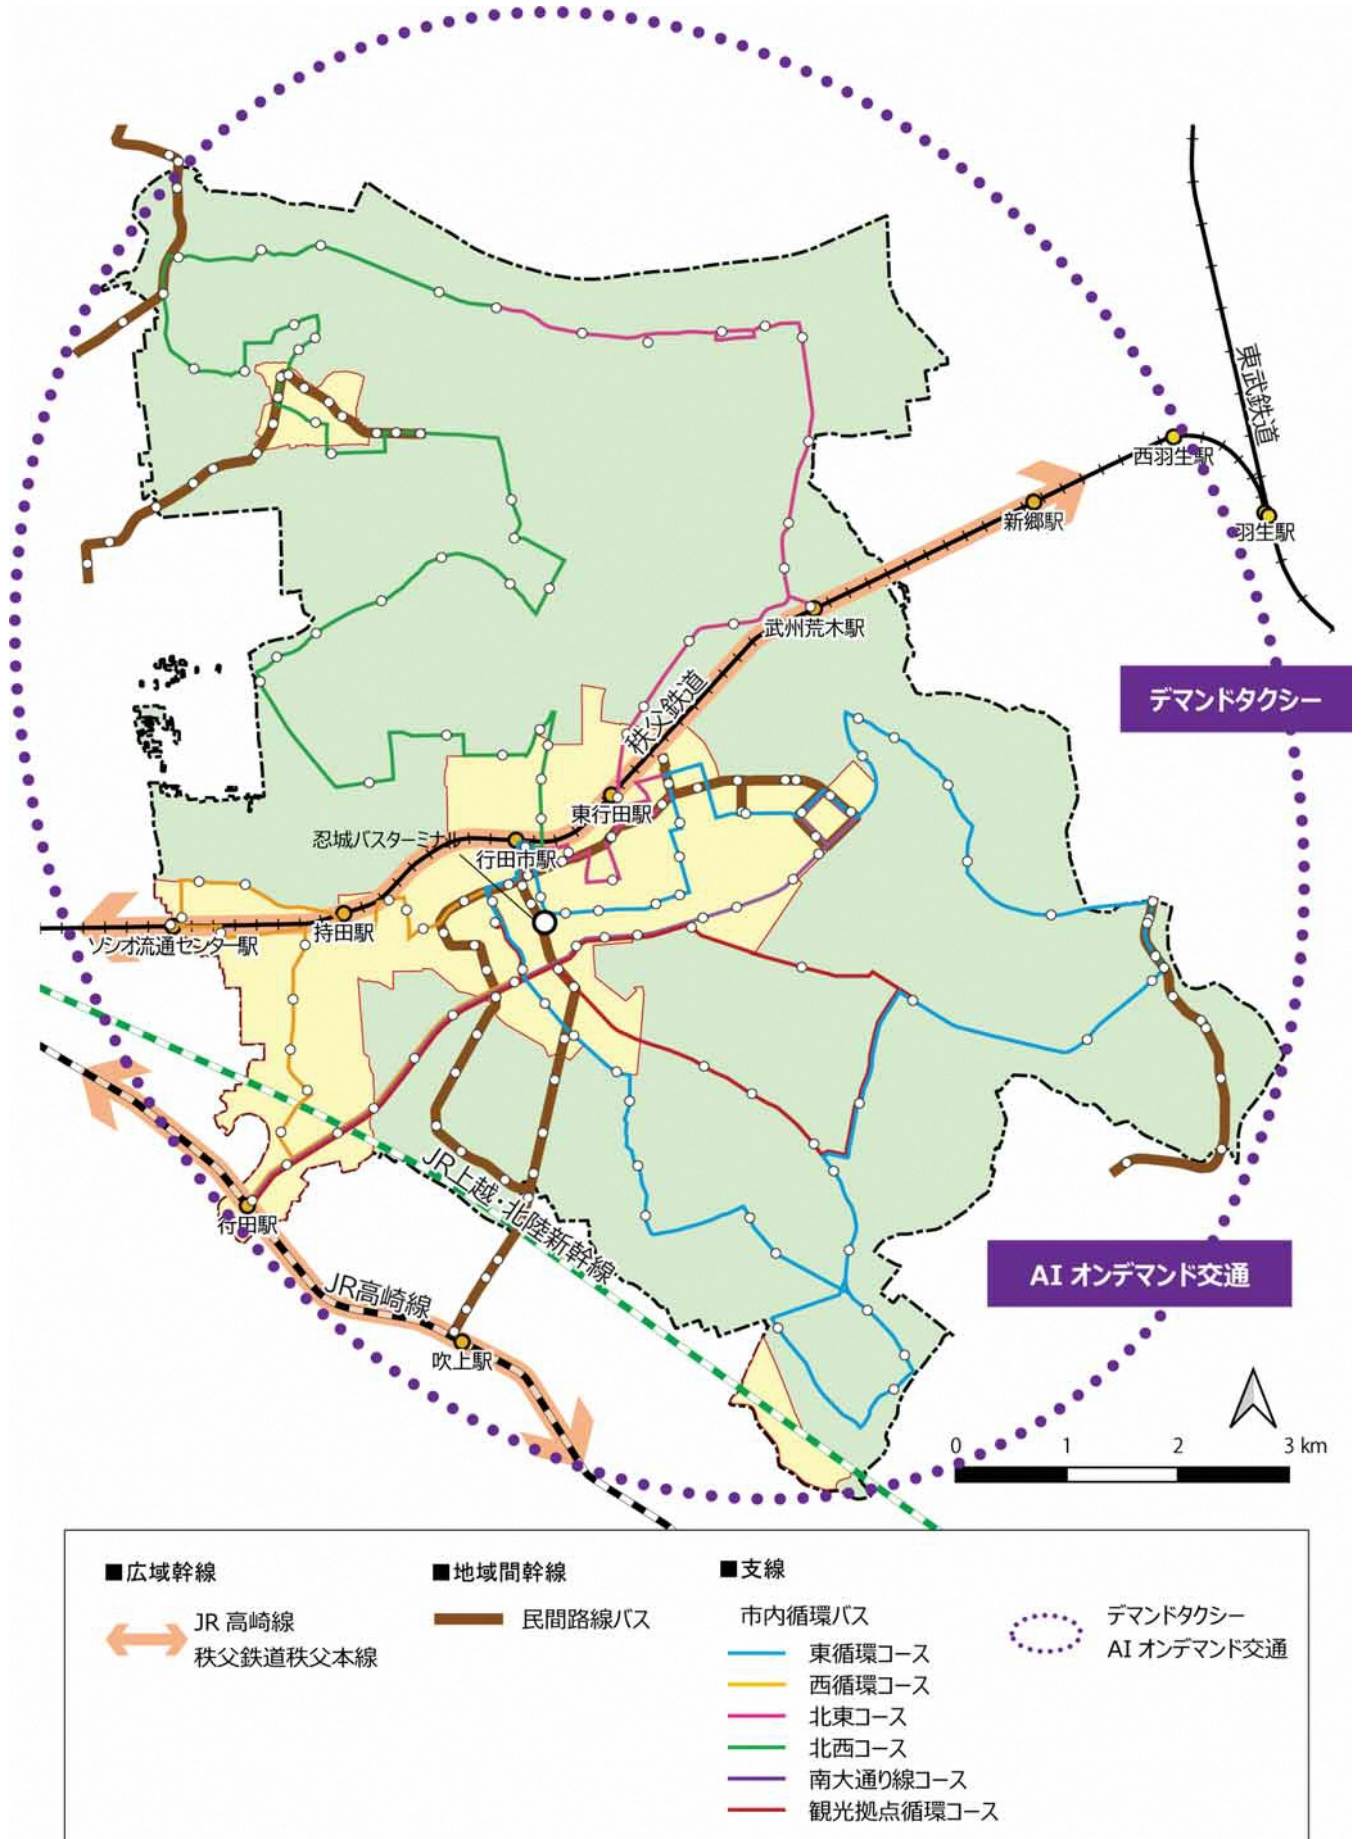 東武鉄道
西羽生駅
新郷駅
羽生駅
武州荒木駅
デマンドタクシー
秩父鉄道
東行田駅
忍城バスターミナル
行田市駅
持田駅
ソシオ流通センター駅
JR上越・北陸新幹線
行田駅
AI オンデマンド交通
JR高崎線
吹上駅
0 1 2 3 km
■広域幹線
JR 高崎線
秩父鉄道秩父本線
■地域間幹線
民間路線バス
■支線
市内循環バス
東循環コース
西循環コース
北東コース
北西コース
南大通り線コース
観光拠点循環コース
デマンドタクシー
AI オンデマンド交通